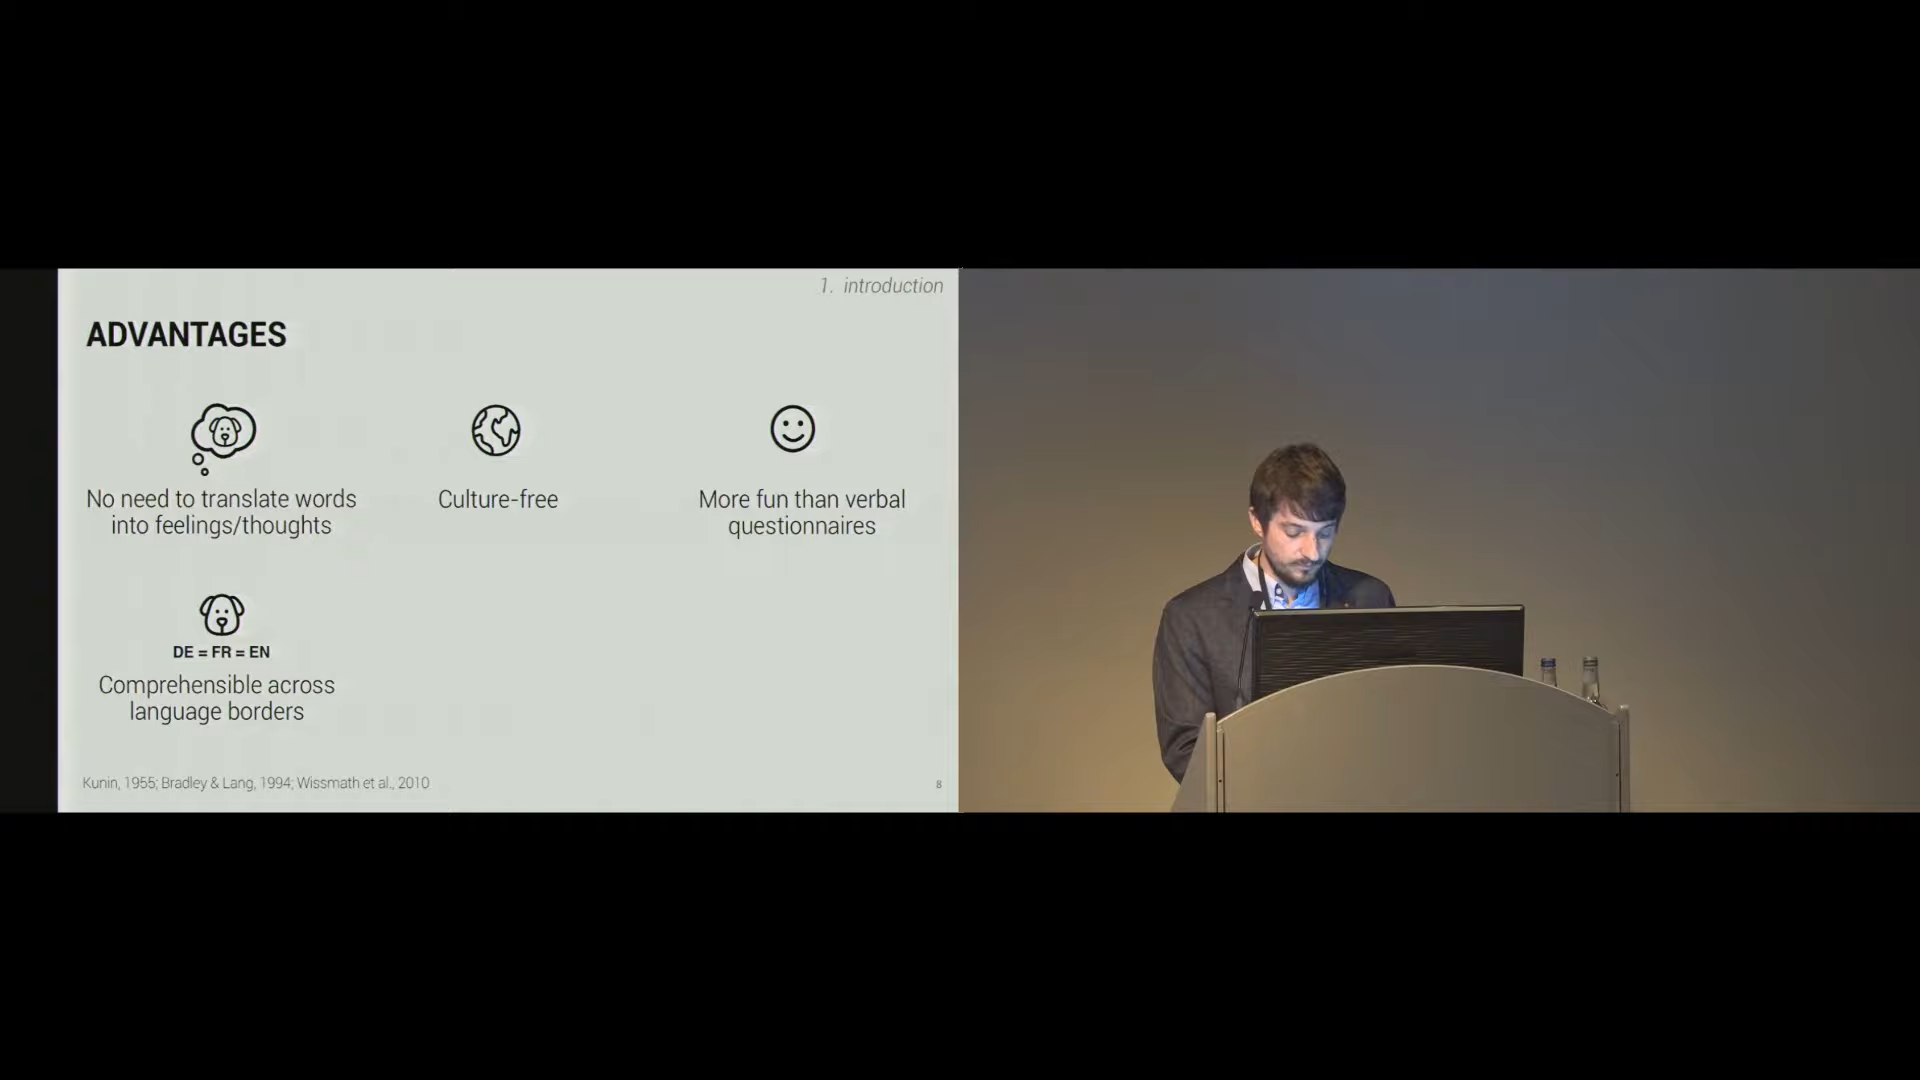 1. introduction
ADVANTAGES
No need to translate words
into feelings/thoughts
Culture-free
More fun than verbal
questionnaires
DE = FR = EN
Comprehensible across
language borders
Kunin, 1955; Bradley & Lang, 1994; Wissmath et al., 2010
8